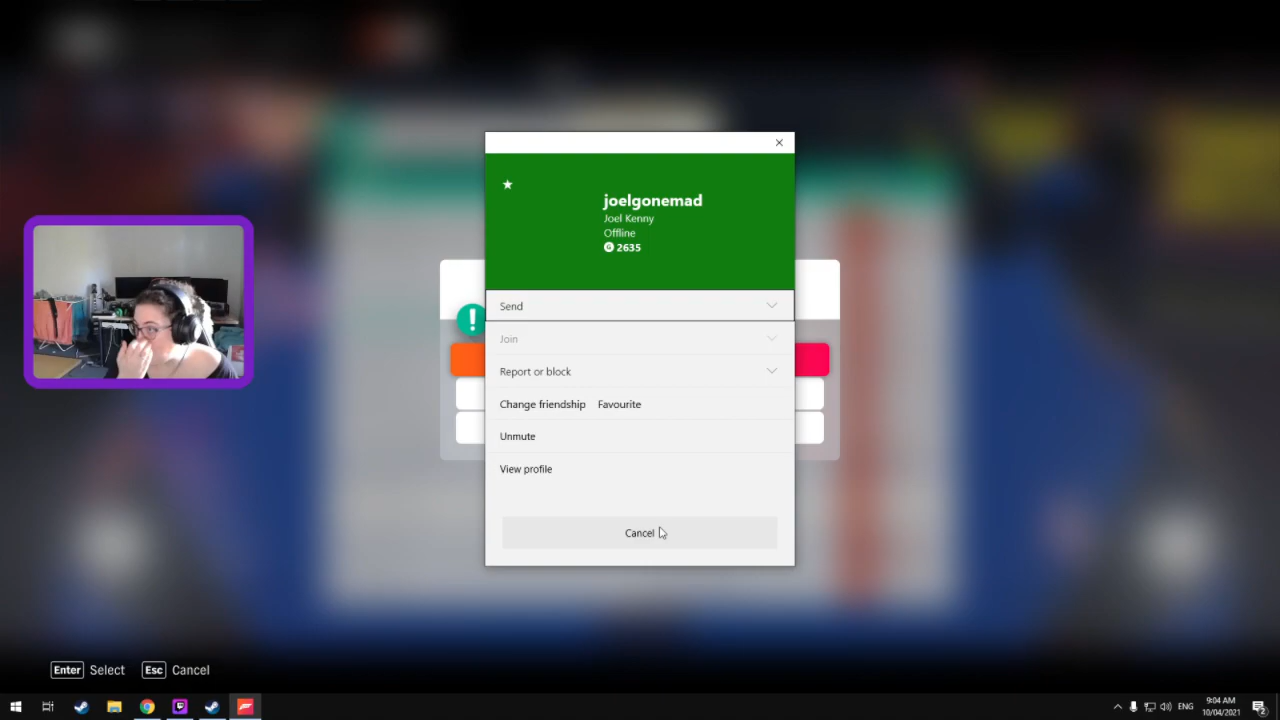 joelgonemad
Joel Kenny
Offline
G 2635
Send
Join
!
Report or block
Change friendship Favourite
Unmute
View profile
Cancel
Enter Select Esc Cancel
ENG
9:04 AM
10/04/2021
2